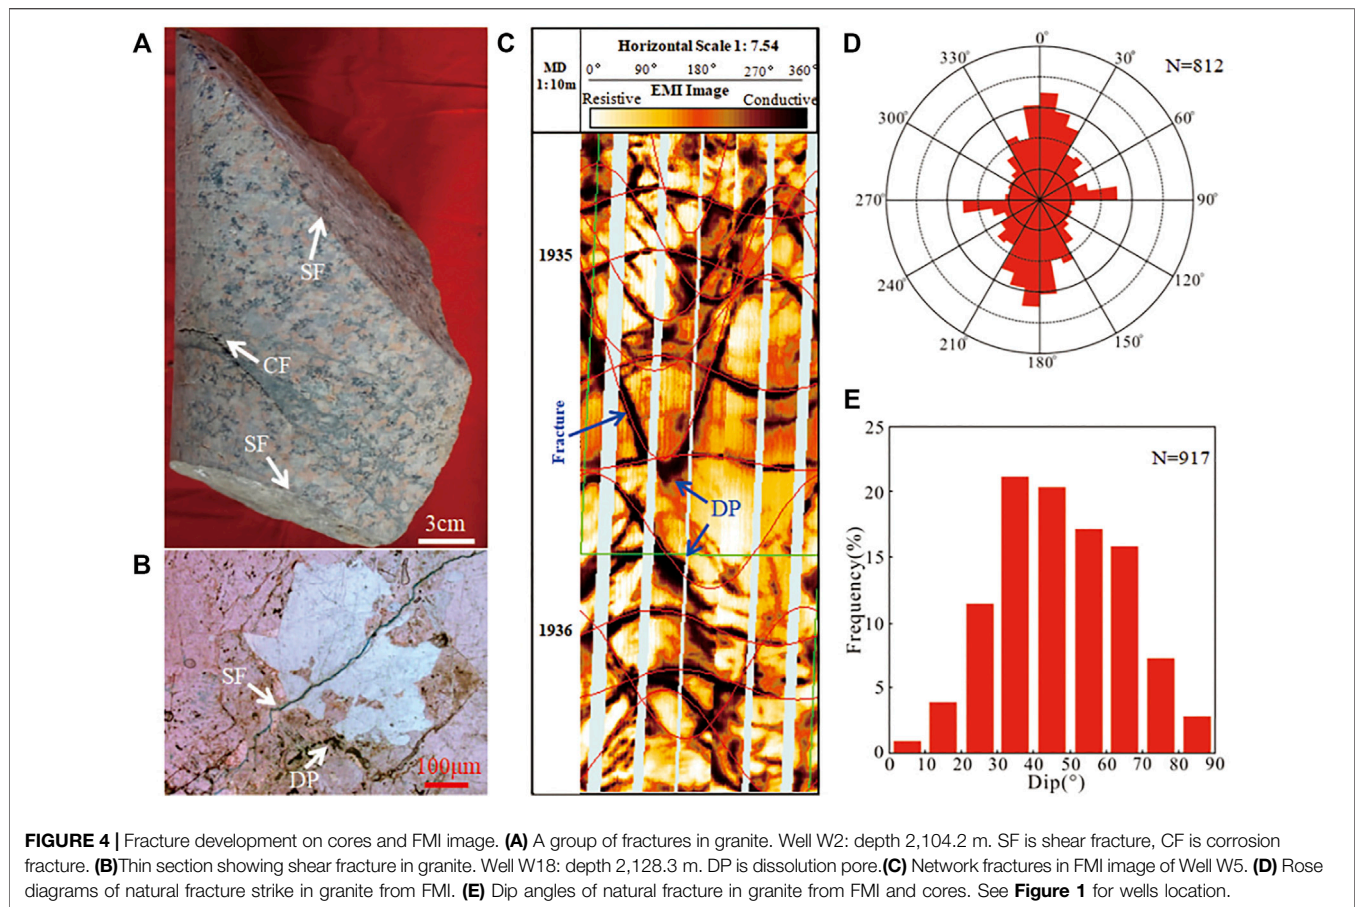 A
SF
CF
SF
3cm
B
SF
DP
100μm
C
MD
1:10m
Horizontal Scale 1: 7.54
0° 90° 180° 270° 360°
EMI Image
Resistive Conductive
1935
Fracture
DP
1936
D
N=812
0°
30°
60°
90°
120°
150°
180°
210°
240°
270°
300°
330°
E
N=917
Frequency(%)
25
20
15
10
5
0
0 10 20 30 40 50 60 70 80 90
Dip(°)
FIGURE 4 | Fracture development on cores and FMI image. (A) A group of fractures in granite. Well W2: depth 2,104.2 m. SF is shear fracture, CF is corrosion
fracture. (B)Thin section showing shear fracture in granite. Well W18: depth 2,128.3 m. DP is dissolution pore.(C) Network fractures in FMI image of Well W5. (D) Rose
diagrams of natural fracture strike in granite from FMI. (E) Dip angles of natural fracture in granite from FMI and cores. See Figure 1 for wells location.